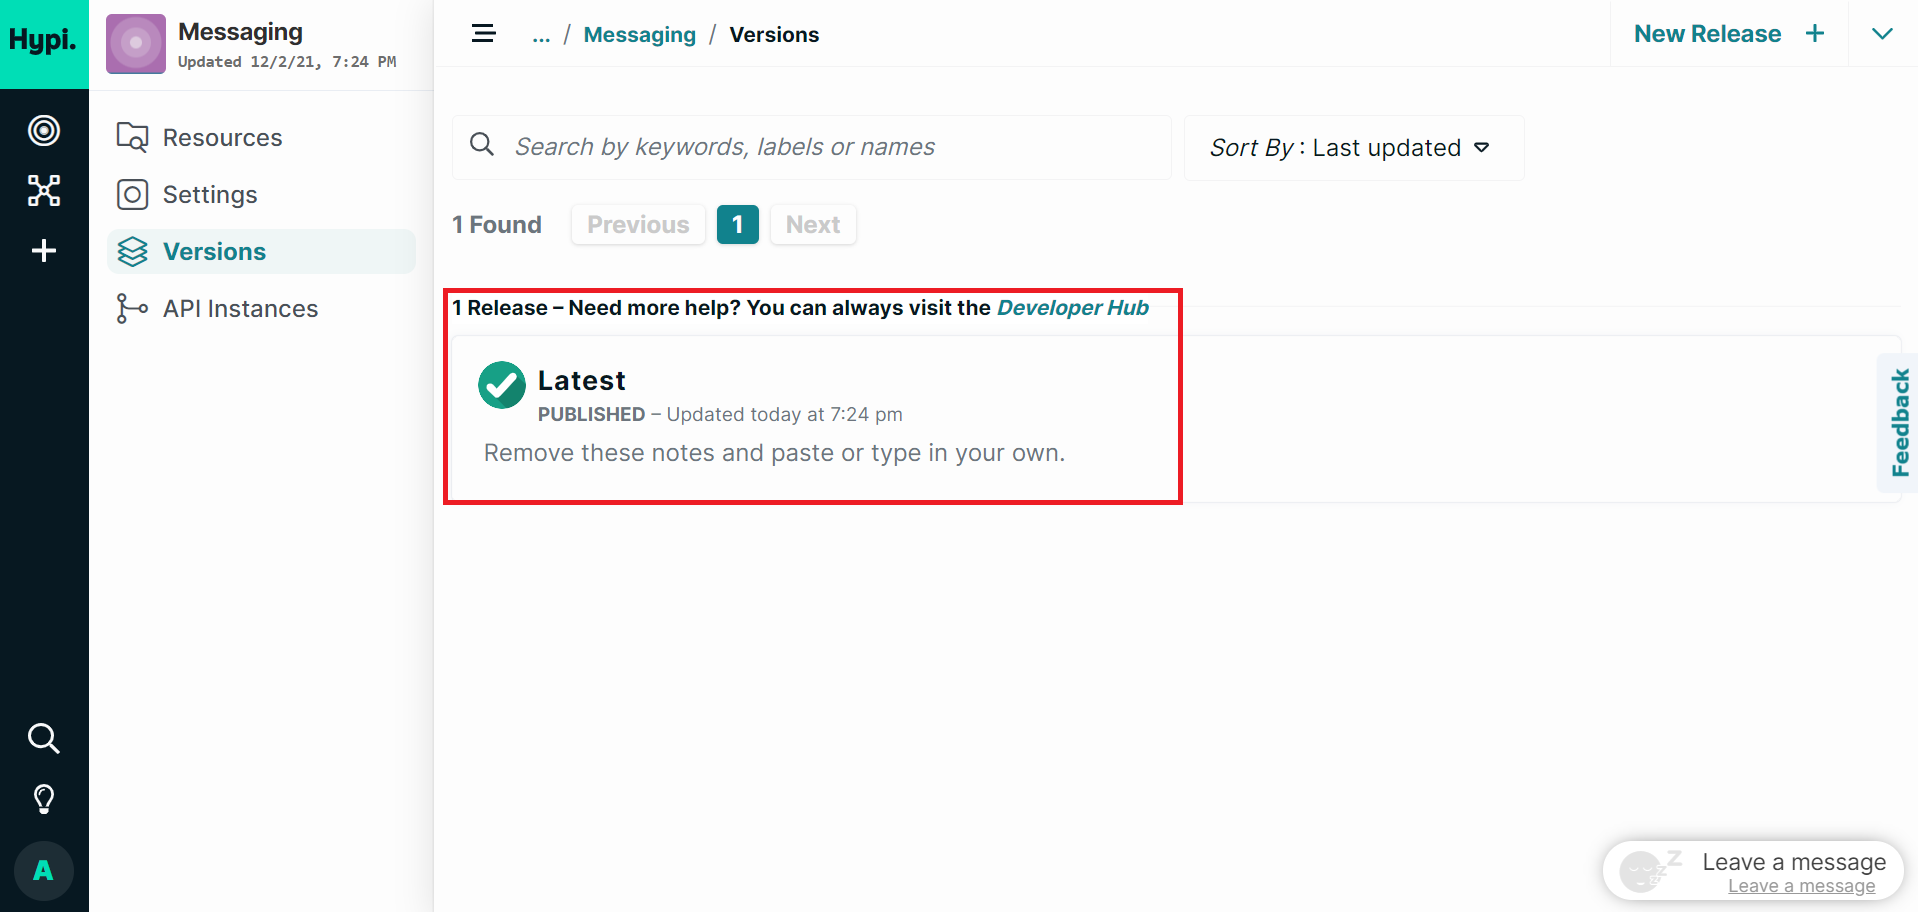 Hypi.
Messaging
Updated 12/2/21, 7:24 PM
Resources
Settings
Versions
API Instances
A
... / Messaging / Versions
New Release +
Search by keywords, labels or names
Sort By : Last updated
1 Found
Previous
1
Next
1 Release – Need more help? You can always visit the Developer Hub
Latest
PUBLISHED – Updated today at 7:24 pm
Remove these notes and paste or type in your own.
Feedback
z z z
Leave a message
Leave a message